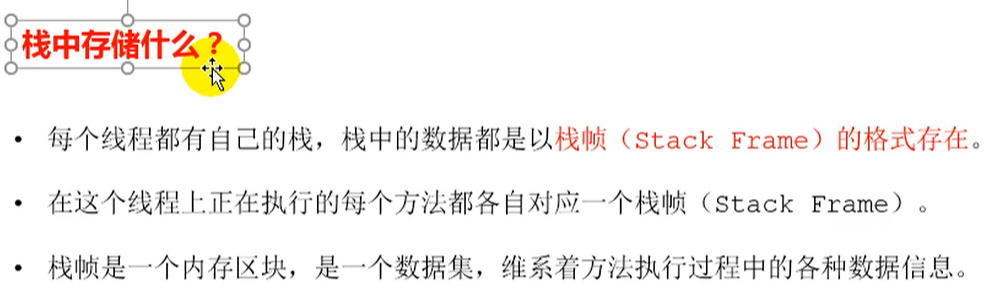 栈中存储什么？
• 每个线程都有自己的栈，栈中的数据都是以栈帧（Stack Frame）的格式存在。
• 在这个线程上正在执行的每个方法都各自对应一个栈帧（Stack Frame）。
• 栈帧是一个内存区块，是一个数据集，维系着方法执行过程中的各种数据信息。